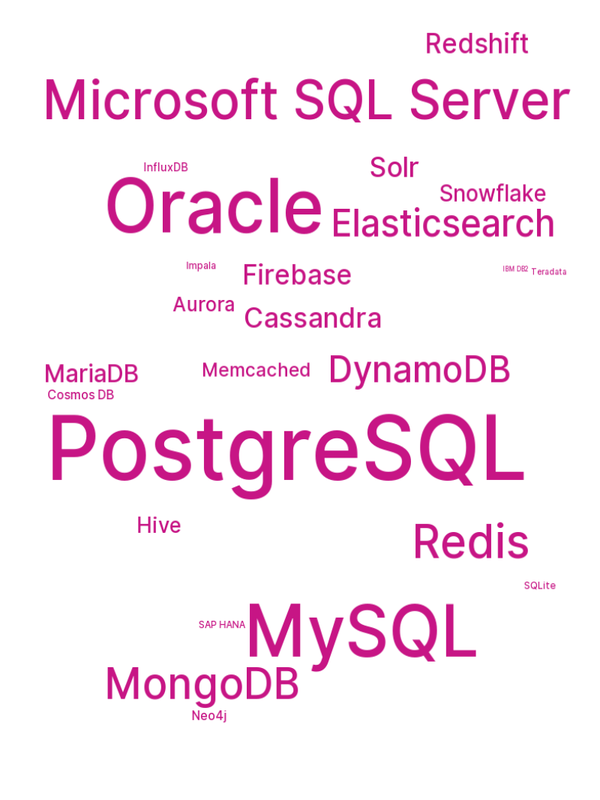 Redshift
Microsoft SQL Server
InfluxDB
Solr
Snowflake
Oracle
Elasticsearch
Impala
Firebase
IBM DB2
Teradata
Aurora
Cassandra
MariaDB
Memcached
DynamoDB
Cosmos DB
PostgreSQL
Hive
Redis
SQLite
SAP HANA
MySQL
MongoDB
Neo4j